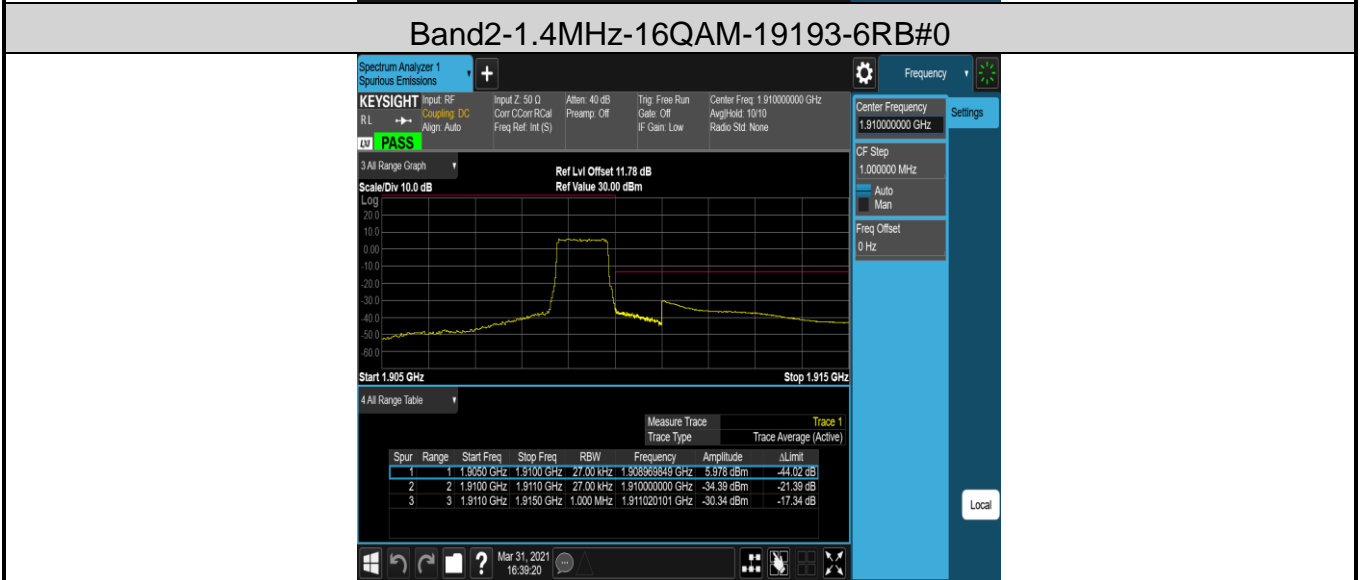 Band2-1.4MHz-16QAM-19193-6RB#0
Spectrum Analyzer 1
Spurious Emissions
+
Frequency
KEYSIGHT
RL
LXI PASS
Input: RF
Coupling: DC
Align: Auto
Input Z: 50 Ω
Corr CCorr RCal
Freq Ref: Int (S)
Atten: 40 dB
Preamp: Off
Trig: Free Run
Gate: Off
IF Gain: Low
Center Freq: 1.910000000 GHz
Avg|Hold: 10/10
Radio Std: None
Center Frequency
1.910000000 GHz
Settings
CF Step
1.000000 MHz
Auto
Man
Freq Offset
0 Hz
3 All Range Graph
Ref Lvl Offset 11.78 dB
Scale/Div 10.0 dB
Ref Value 30.00 dBm
Log
20.0
10.0
0.00
-10.0
-20.0
-30.0
-40.0
-50.0
-60.0
Start 1.905 GHz
Stop 1.915 GHz
4 All Range Table
Measure Trace Trace 1
Trace Type Trace Average (Active)
Spur Range Start Freq Stop Freq RBW Frequency Amplitude ΔLimit
1 1 1.9050 GHz 1.9100 GHz 27.00 kHz 1.908969849 GHz 5.978 dBm -44.02 dB
2 2 1.9100 GHz 1.9110 GHz 27.00 kHz 1.910000000 GHz -34.39 dBm -21.39 dB
3 3 1.9110 GHz 1.9150 GHz 1.000 MHz 1.911020101 GHz -30.34 dBm -17.34 dB
Local
?
Mar 31, 2021
16:39:20